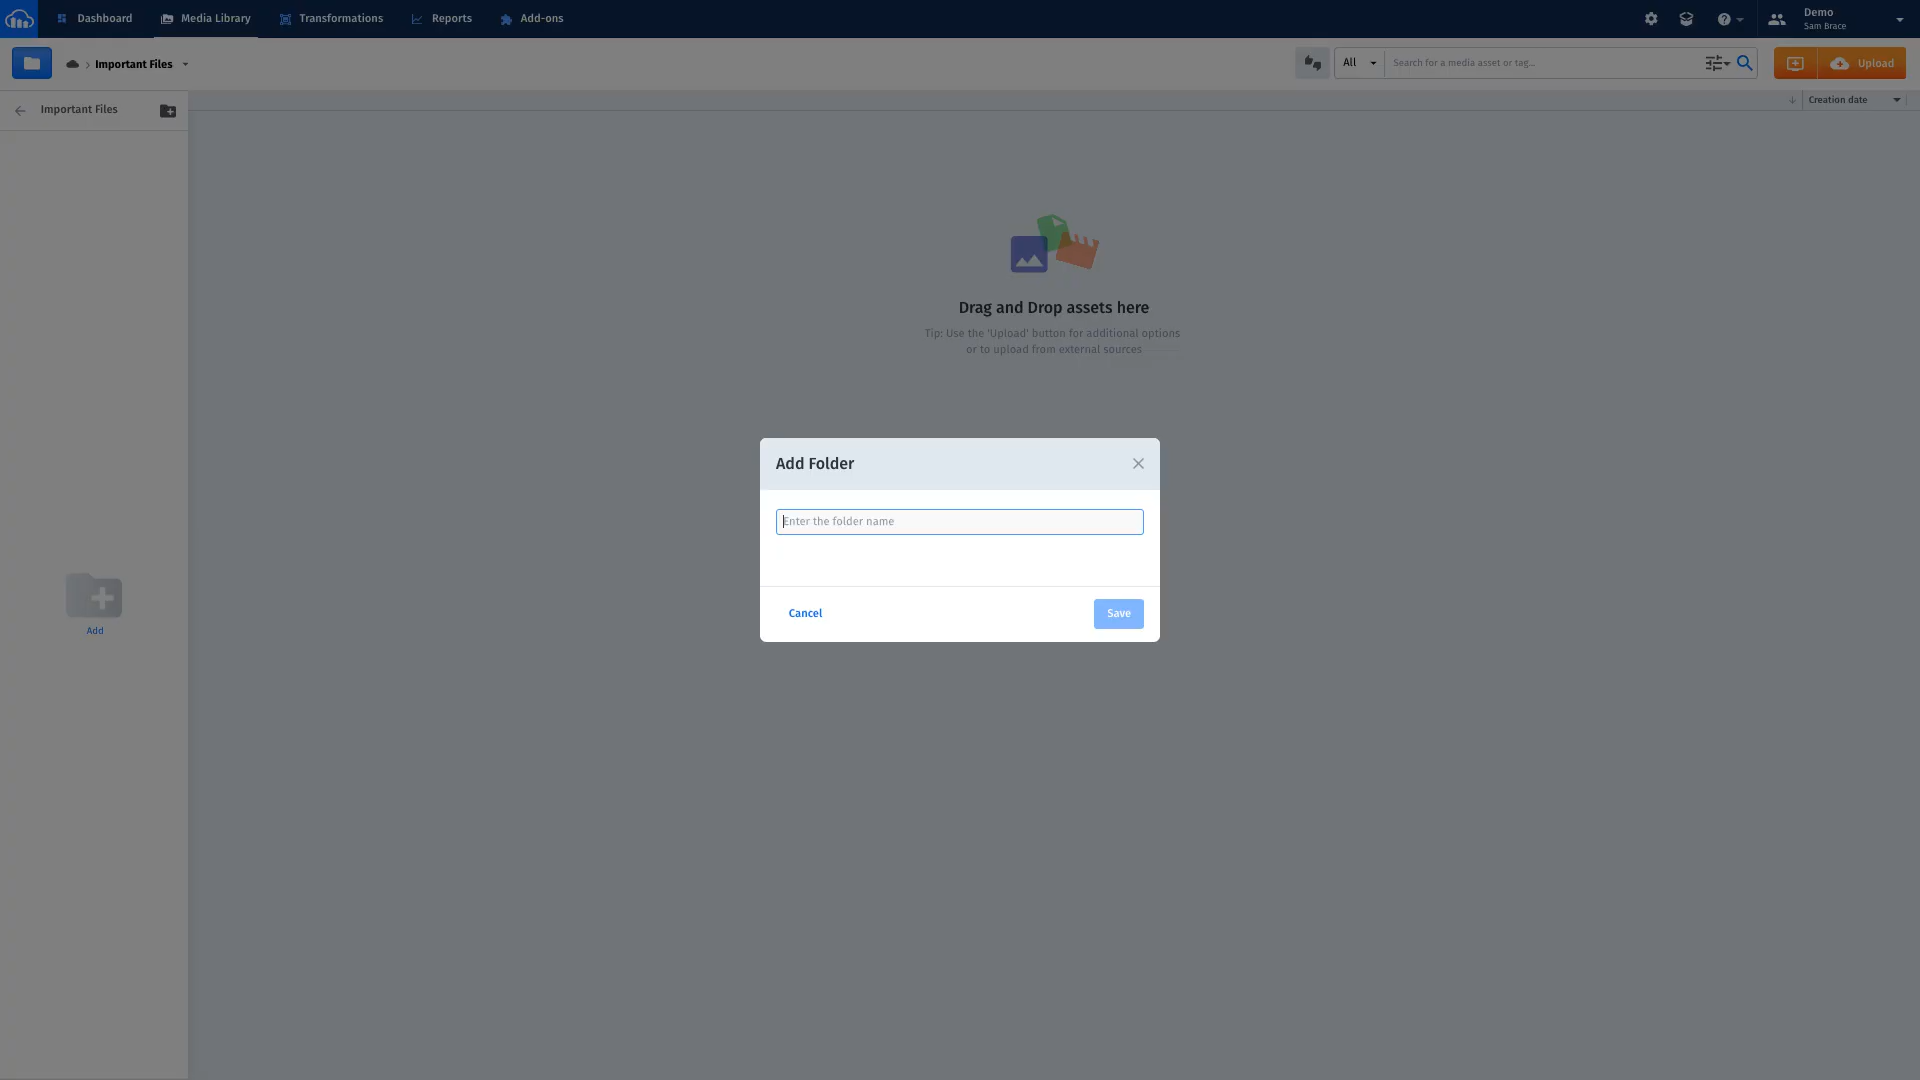 Dashboard
Media Library
Transformations
Reports
Add-ons
Demo
Sam Brace
Important Files
All
Search for a media asset or tag...
Upload
Important Files
Creation date
Drag and Drop assets here
Tip: Use the 'Upload' button for additional options
or to upload from external sources
Add Folder
Enter the folder name
Cancel
Save
Add